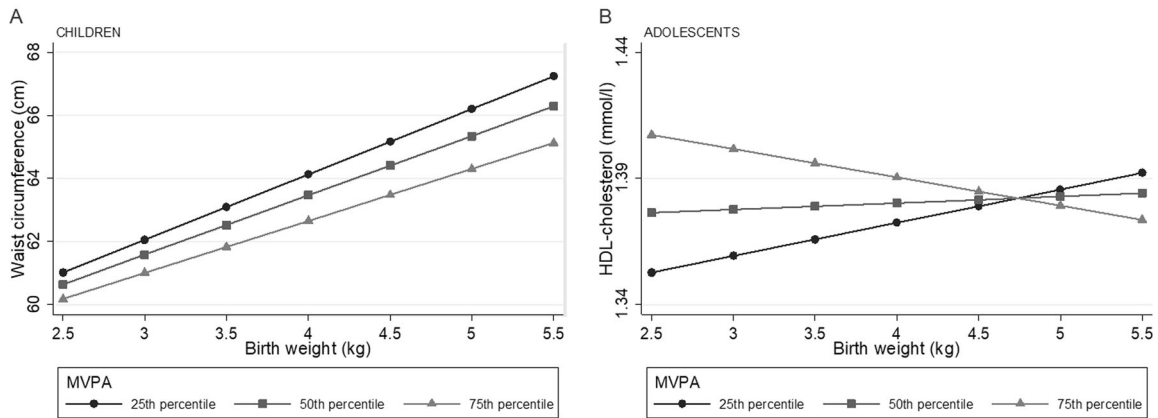 A
CHILDREN
Waist circumference (cm)
68
66
64
62
60
2.5 3 3.5 4 4.5 5 5.5
Birth weight (kg)
MVPA
25th percentile 50th percentile 75th percentile
B
ADOLESCENTS
HDL-cholesterol (mmol/l)
1.44
1.39
1.34
2.5 3 3.5 4 4.5 5 5.5
Birth weight (kg)
MVPA
25th percentile 50th percentile 75th percentile